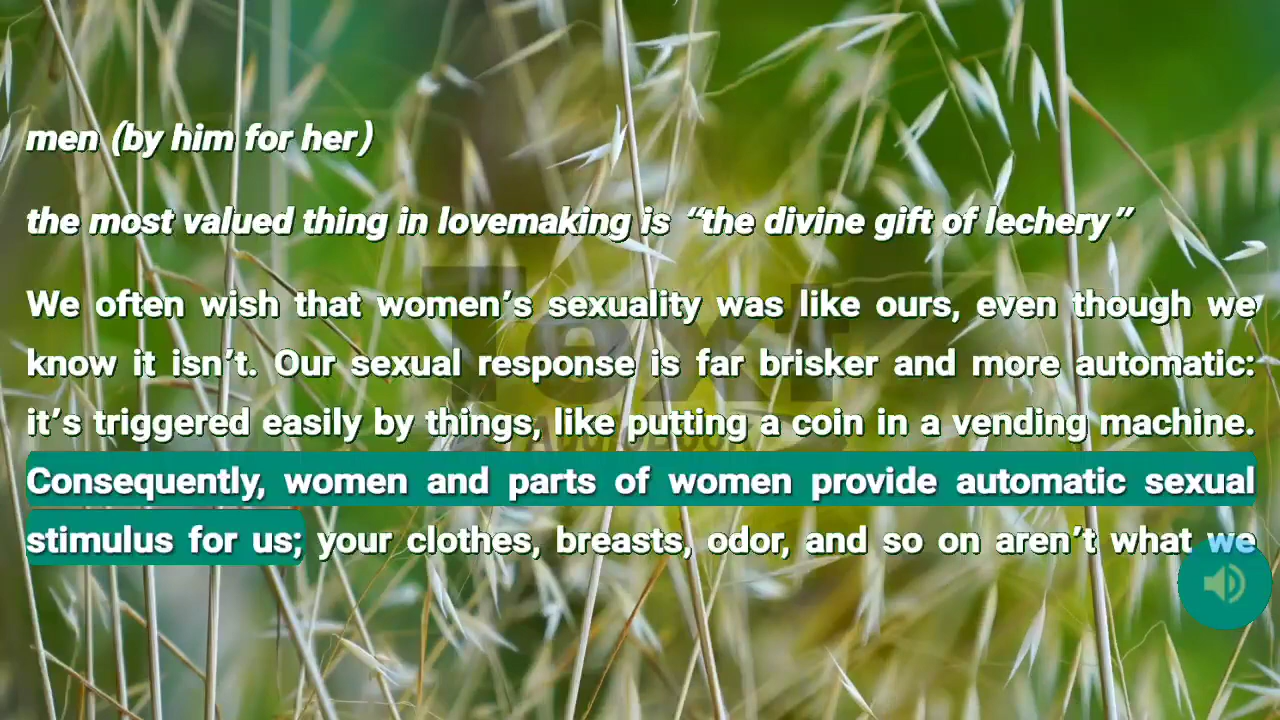 men (by him for her)
the most valued thing in lovemaking is “the divine gift of lechery”
We often wish that women’s sexuality was like ours, even though we
know it isn’t. Our sexual response is far brisker and more automatic:
it’s triggered easily by things, like putting a coin in a vending machine.
Consequently, women and parts of women provide automatic sexual
stimulus for us; your clothes, breasts, odor, and so on aren’t what we
Text